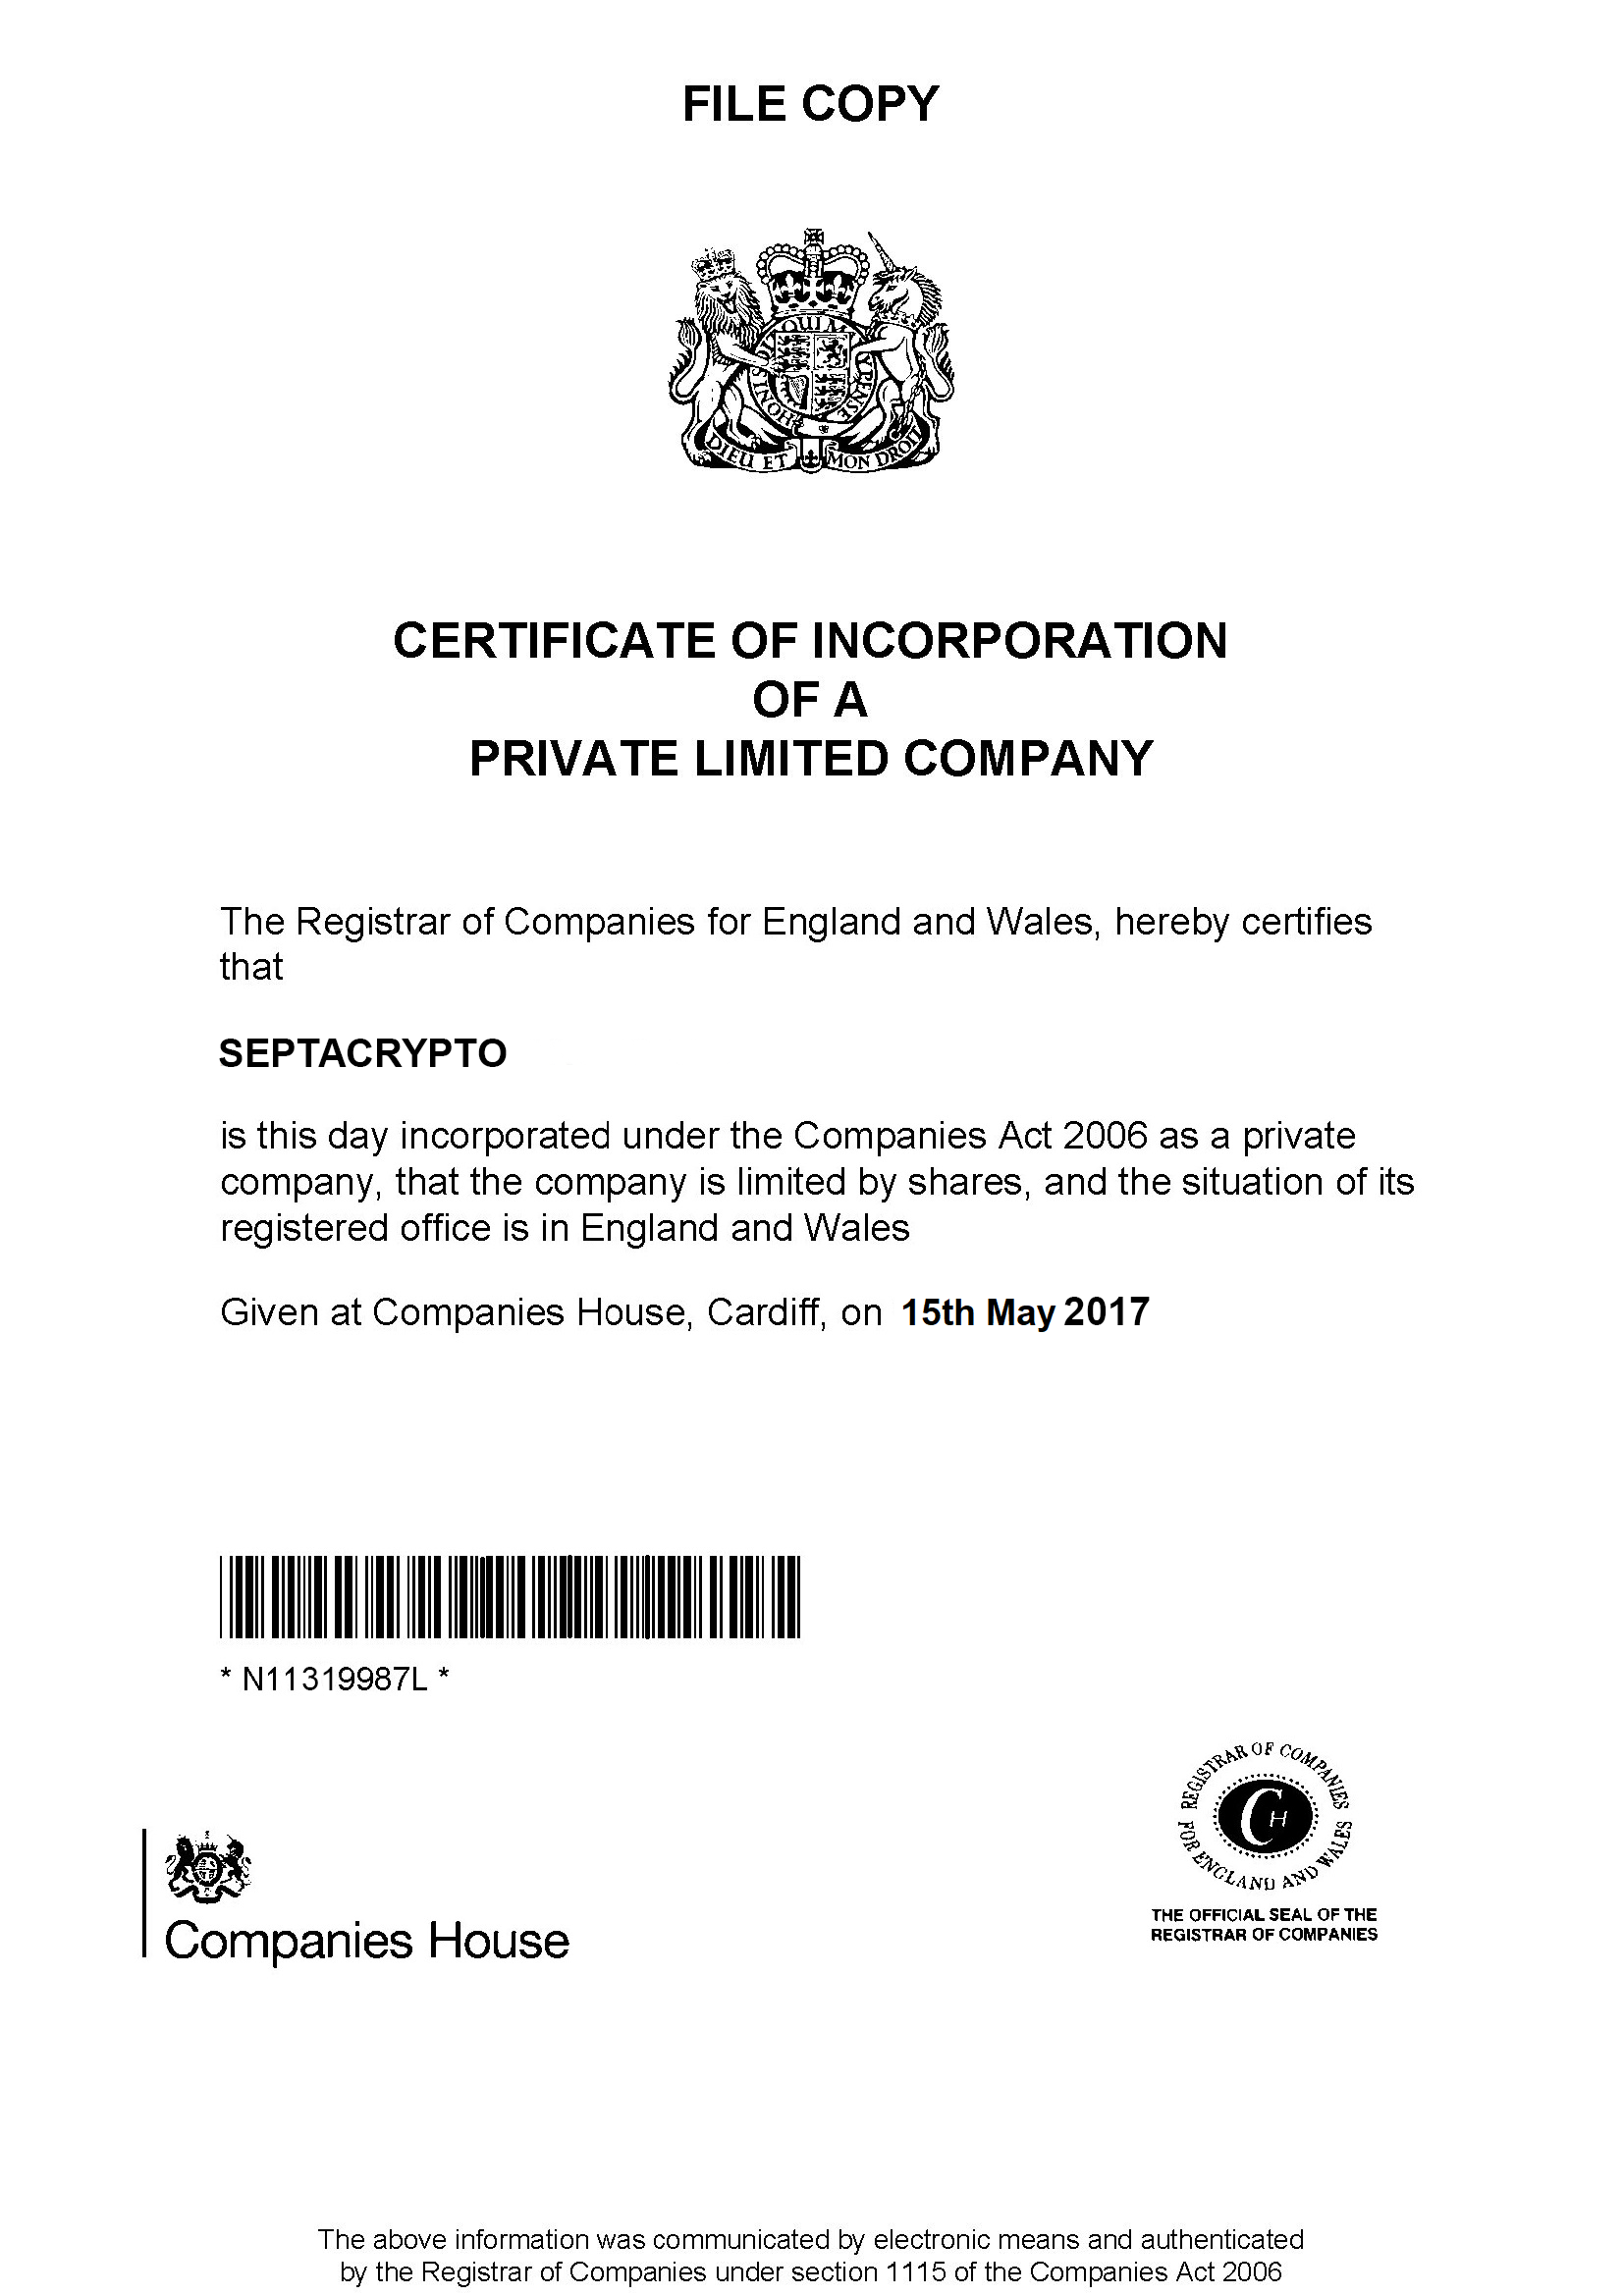 FILE COPY
HONI S
QUI M
Y PENSE
DIEU ET MON DROIT
CERTIFICATE OF INCORPORATION
OF A
PRIVATE LIMITED COMPANY
The Registrar of Companies for England and Wales, hereby certifies
that
SEPTACRYPTO
is this day incorporated under the Companies Act 2006 as a private
company, that the company is limited by shares, and the situation of its
registered office is in England and Wales
Given at Companies House, Cardiff, on 15th May 2017
* N11319987L *
REGISTRAR OF COMPANIES
FOR ENGLAND AND WALES
CH
THE OFFICIAL SEAL OF THE
REGISTRAR OF COMPANIES
Companies House
The above information was communicated by electronic means and authenticated
by the Registrar of Companies under section 1115 of the Companies Act 2006